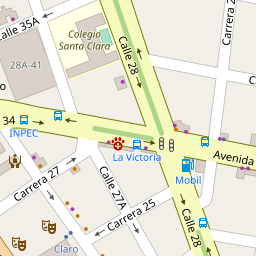 Calle 35A
Colegio
Santa Clara
Carrera 2
Calle 28
28A-41
34
INPEC
La Victoria
Avenida
Mobil
Carrera 27
Calle 27A
Carrera 25
Claro
Calle 28